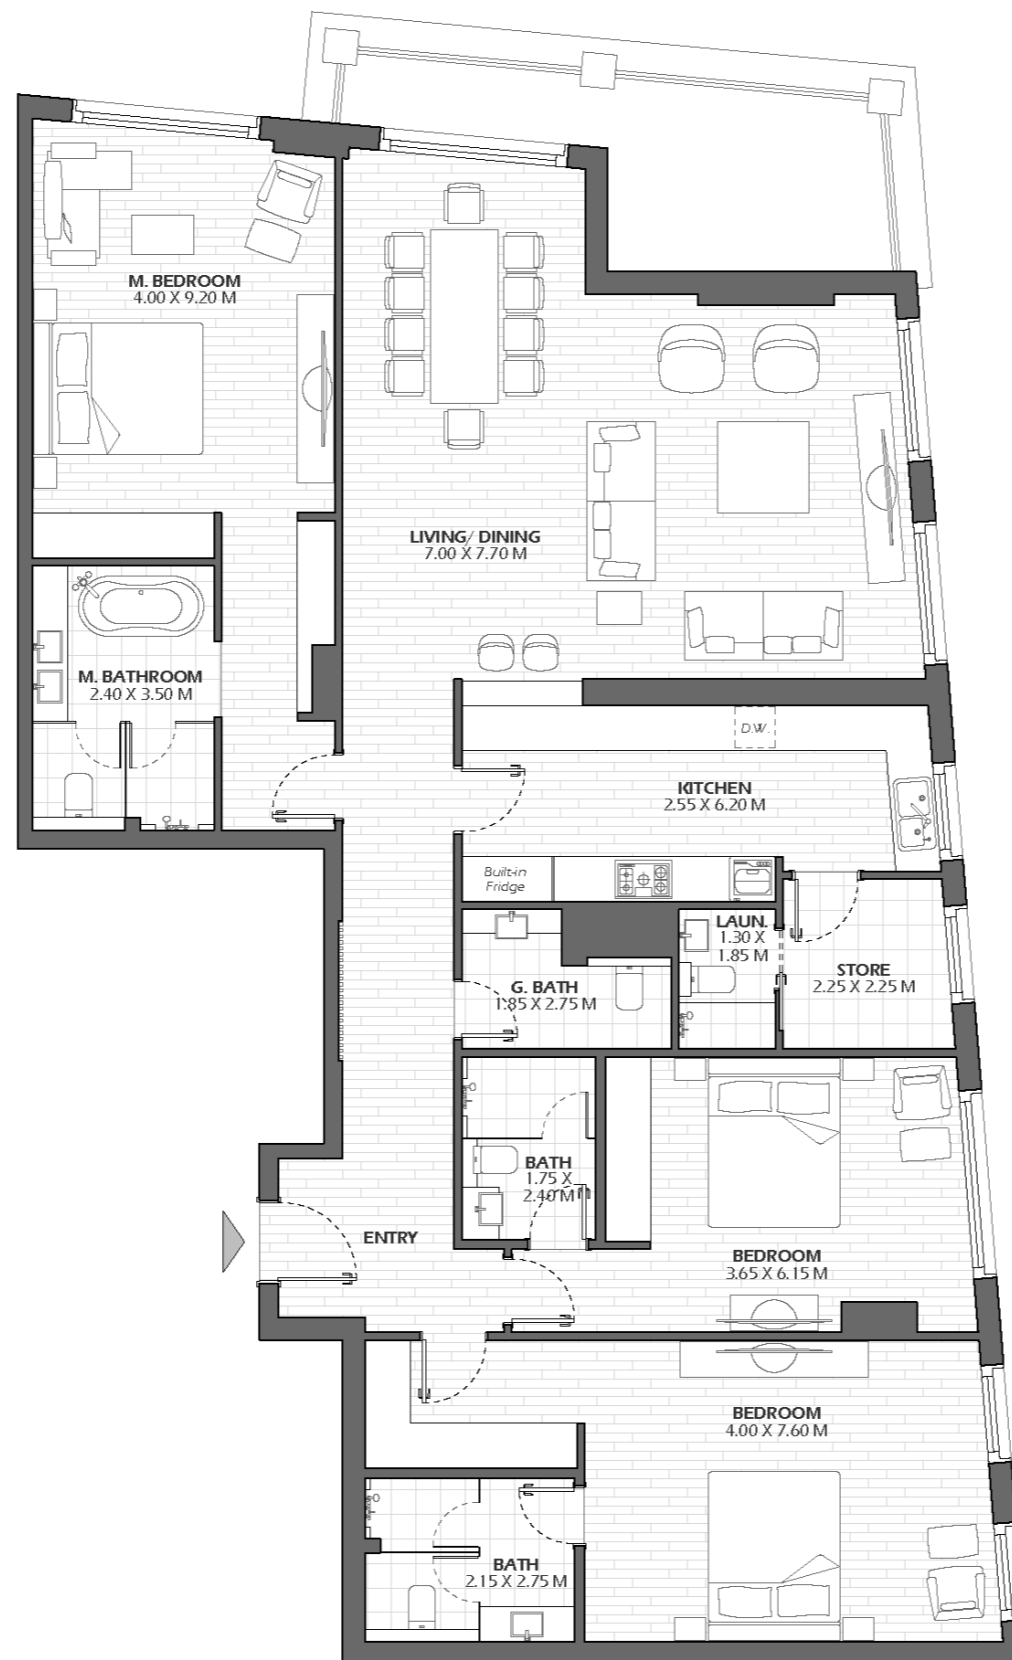 M. BEDROOM
4.00 X 9.20 M
LIVING/ DINING
7.00 X 7.70 M
M. BATHROOM
2.40 X 3.50 M
D.W.
KITCHEN
2.55 X 6.20 M
Built-in
Fridge
LAUN.
1.30 X
1.85 M
STORE
2.25 X 2.25 M
G. BATH
1.85 X 2.75 M
BATH
1.75 X
2.40 M
ENTRY
BEDROOM
3.65 X 6.15 M
BEDROOM
4.00 X 7.60 M
BATH
2.15 X 2.75 M